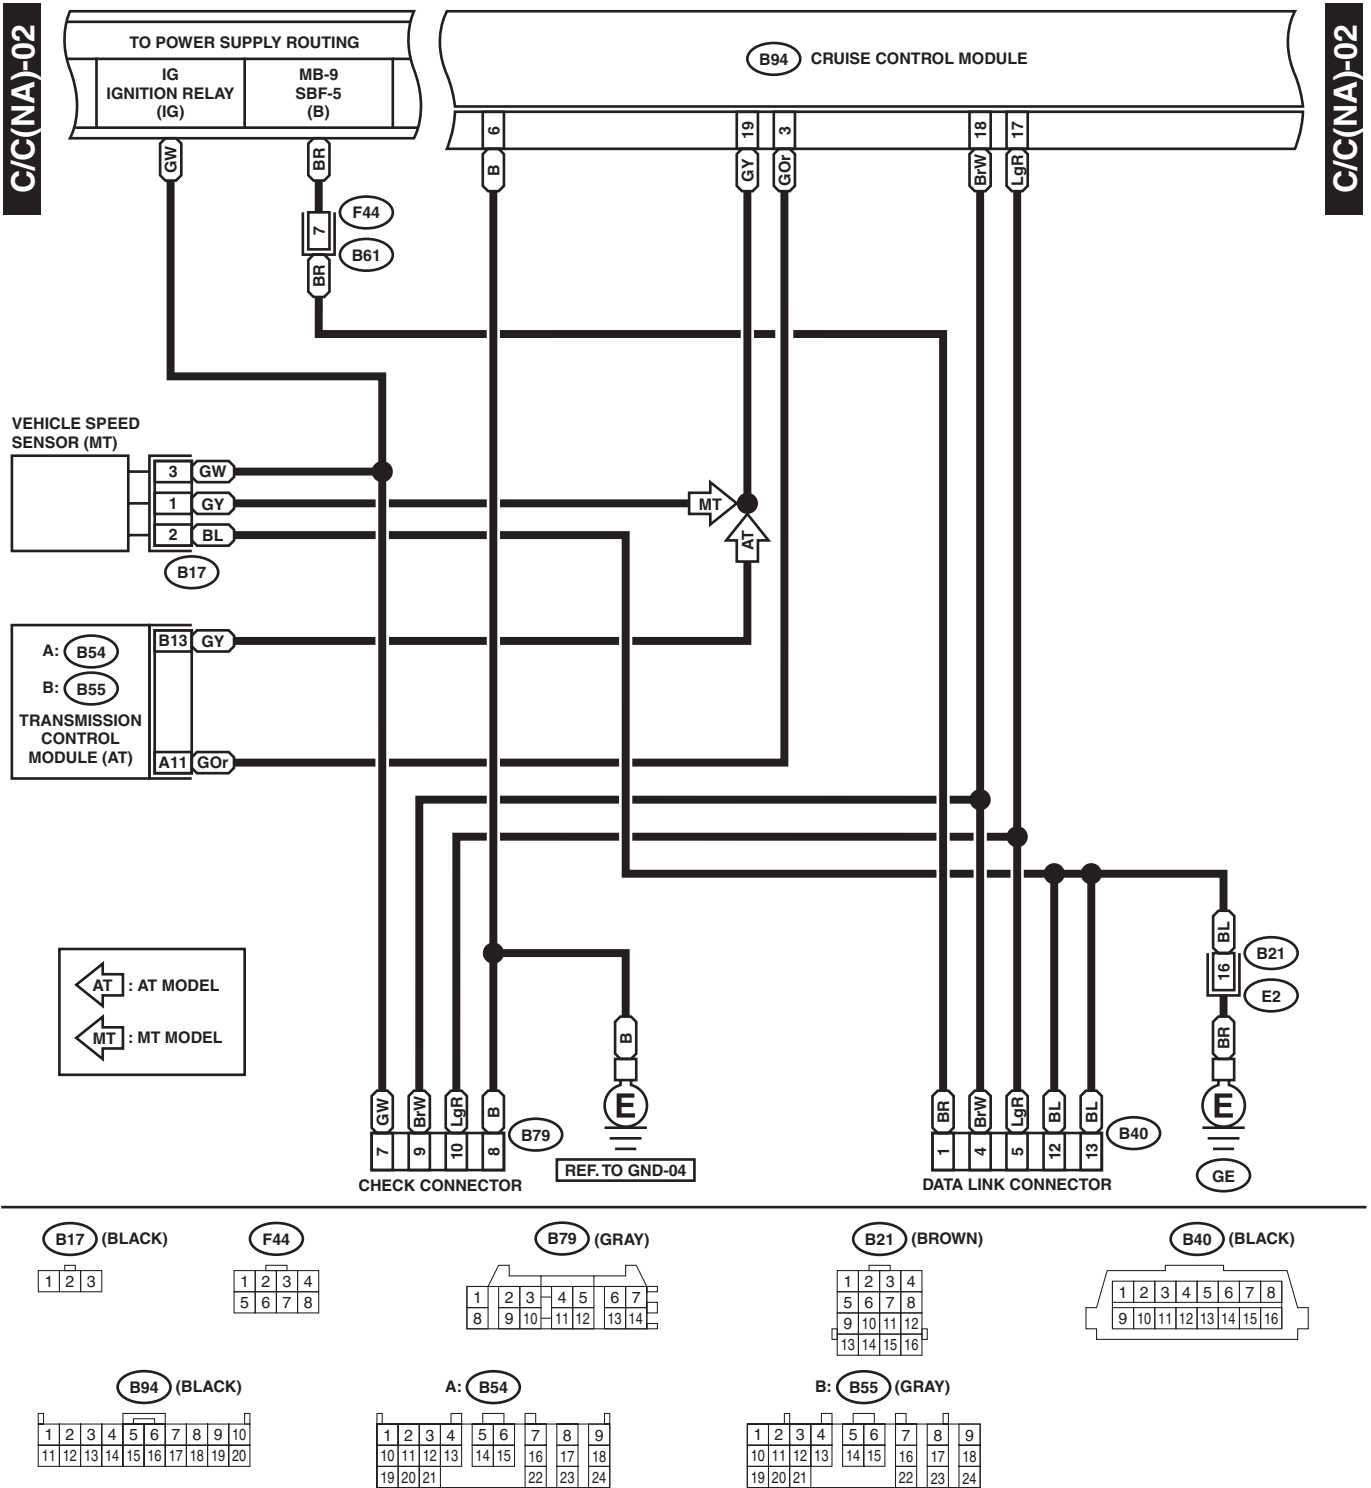 C/C(NA)-02
C/C(NA)-02
TO POWER SUPPLY ROUTING
IG
IGNITION RELAY
(IG)
MB-9
SBF-5
(B)
B94 CRUISE CONTROL MODULE
6 19 3 18 17
GW BR B GY GOr BrW LgR
F44
7
B61
BR
VEHICLE SPEED
SENSOR (MT)
3 GW
1 GY
2 BL
MT
AT
B17
A: B54
B: B55
TRANSMISSION
CONTROL
MODULE (AT)
B13 GY
A11 GOr
BL
B21
16
E2
BR
AT : AT MODEL
MT : MT MODEL
B
E
E
GW BrW LgR B
B79
7 9 10 8
CHECK CONNECTOR
REF. TO GND-04
BR BrW LgR BL BL
B40
1 4 5 12 13
DATA LINK CONNECTOR
GE
B17 (BLACK)
1 2 3
F44
1 2 3 4
5 6 7 8
B79 (GRAY)
1 2 3 4 5 6 7
8 9 10 11 12 13 14
B21 (BROWN)
1 2 3 4
5 6 7 8
9 10 11 12
13 14 15 16
B40 (BLACK)
1 2 3 4 5 6 7 8
9 10 11 12 13 14 15 16
B94 (BLACK)
1 2 3 4 5 6 7 8 9 10
11 12 13 14 15 16 17 18 19 20
A: B54
1 2 3 4 5 6 7 8 9
10 11 12 13 14 15 16 17 18
19 20 21 22 23 24
B: B55 (GRAY)
1 2 3 4 5 6 7 8 9
10 11 12 13 14 15 16 17 18
19 20 21 22 23 24